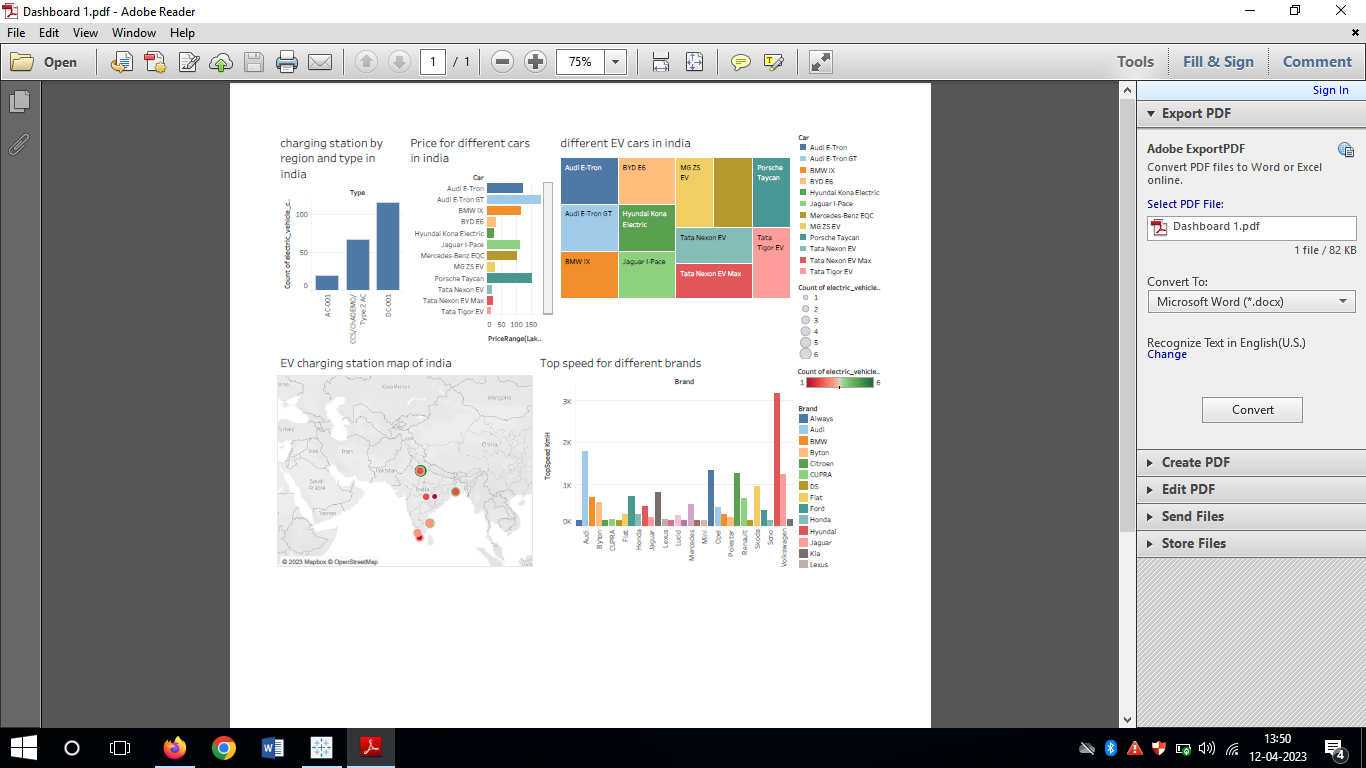 Dashboard 1.pdf - Adobe Reader
File Edit View Window Help
Open
1 / 1
75%
Tools Fill & Sign Comment
Sign In
Export PDF
Adobe ExportPDF
Convert PDF files to Word or Excel
online.
Select PDF File:
Dashboard 1.pdf
1 file / 82 KB
Convert To:
Microsoft Word (*.docx)
Recognize Text in English(U.S.)
Change
Convert
Create PDF
Edit PDF
Send Files
Store Files
charging station by
region and type in
india
Type
Count of electric_vehicle_c..
100
50
0
AC-001
CCS/CHAdeMO/
Type 2 AC
DC-001
Price for different cars
in india
Car
Audi E-Tron
Audi E-Tron GT
BMW IX
BYD E6
Hyundai Kona Electric
Jaguar I-Pace
Mercedes-Benz EQC
MG ZS EV
Porsche Taycan
Tata Nexon EV
Tata Nexon EV Max
Tata Tigor EV
0 50 100 150
PriceRange(Lak..
different EV cars in india
Audi E-Tron
Audi E-Tron GT
BMW IX
BYD E6
Hyundai Kona
Electric
Jaguar I-Pace
MG ZS
EV
Tata Nexon EV
Tata Nexon EV Max
Porsche
Taycan
Tata
Tigor EV
Car
Audi E-Tron
Audi E-Tron GT
BMW IX
BYD E6
Hyundai Kona Electric
Jaguar I-Pace
Mercedes-Benz EQC
MG ZS EV
Porsche Taycan
Tata Nexon EV
Tata Nexon EV Max
Tata Tigor EV
Count of electric_vehicle..
1
2
3
4
5
6
Count of electric_vehicle..
1 6
EV charging station map of india
Kazakhstan
Mongolia
China
Iran
Iraq
Pakistan
Saudi
Arabia
India
© 2023 Mapbox © OpenStreetMap
Top speed for different brands
Brand
TopSpeed KmH
3K
2K
1K
0K
Audi
Byton
CUPRA
Fiat
Honda
Jaguar
Lexus
Lucid
Mercedes
Mini
Opel
Polestar
Renault
Skoda
Sono
Volkswagen
Brand
Aiways
Audi
BMW
Byton
Citroen
CUPRA
DS
Fiat
Ford
Honda
Hyundai
Jaguar
Kia
Lexus
13:50
12-04-2023
4